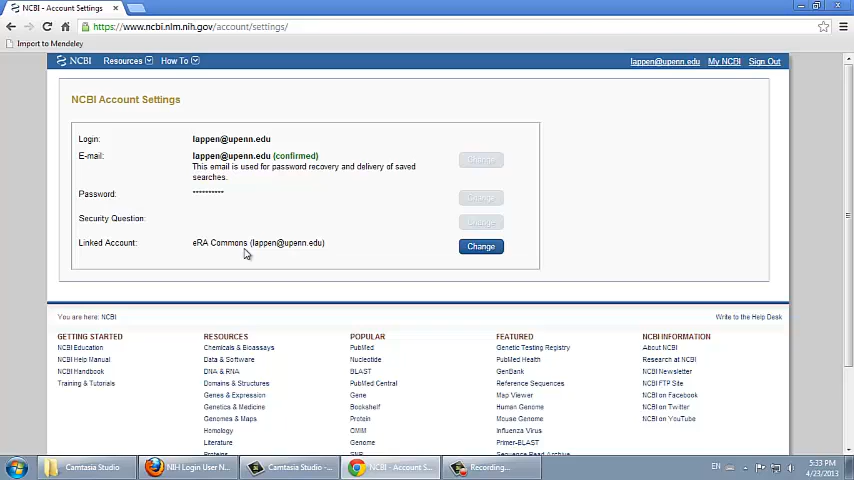 NCBI - Account Settings
https://www.ncbi.nlm.nih.gov/account/settings/
Import to Mendeley
NCBI Resources How To lappen@upenn.edu My NCBI Sign Out
NCBI Account Settings
Login: lappen@upenn.edu
E-mail: lappen@upenn.edu (confirmed) Change
This email is used for password recovery and delivery of saved
searches.
Password: ********** Change
Security Question: Change
Linked Account: eRA Commons (lappen@upenn.edu) Change
You are here: NCBI Write to the Help Desk
GETTING STARTED
NCBI Education
NCBI Help Manual
NCBI Handbook
Training & Tutorials
RESOURCES
Chemicals & Bioassays
Data & Software
DNA & RNA
Domains & Structures
Genes & Expression
Genetics & Medicine
Genomes & Maps
Homology
Literature
Proteins
POPULAR
PubMed
Nucleotide
BLAST
PubMed Central
Gene
Bookshelf
Protein
OMIM
Genome
SNP
FEATURED
Genetic Testing Registry
PubMed Health
GenBank
Reference Sequences
Map Viewer
Human Genome
Mouse Genome
Influenza Virus
Primer-BLAST
Sequence Read Archive
NCBI INFORMATION
About NCBI
Research at NCBI
NCBI Newsletter
NCBI FTP Site
NCBI on Facebook
NCBI on Twitter
NCBI on YouTube
Camtasia Studio
NIH Login User N...
Camtasia Studio -...
NCBI - Account S...
Recording...
EN
5:33 PM
4/23/2013